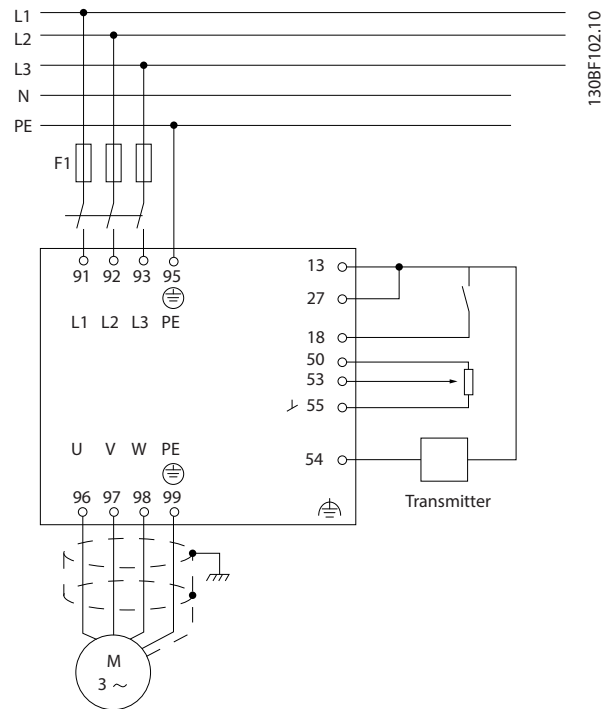 L1
L2
L3
N
PE
130BF102.10
F1
91 92 93 95
L1 L2 L3 PE
13
27
18
50
53
55
54
Transmitter
U V W PE
96 97 98 99
M
3 ~